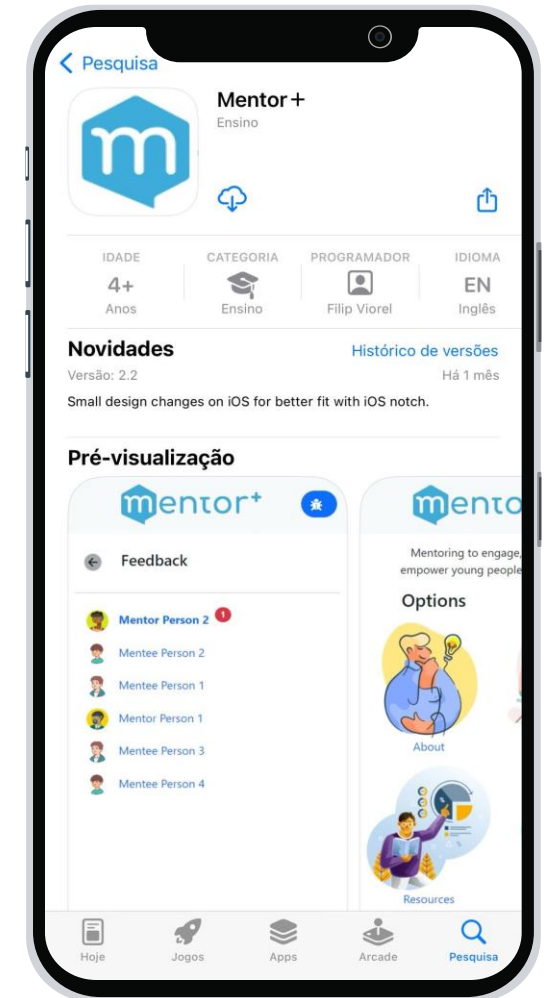 Pesquisa
m
Mentor+
Ensino
IDADE
CATEGORIA
PROGRAMADOR
IDIOMA
4+
EN
Anos
Ensino
Filip Viorel
Inglês
Novidades
Histórico de versões
Versão: 2.2
Há 1 mês
Small design changes on iOS for better fit with iOS notch.
Pré-visualização
mentor+
Feedback
Mentor Person 2
1
Mentee Person 2
Mentee Person 1
Mentor Person 1
Mentee Person 3
Mentee Person 4
mento
Mentoring to engage,
empower young people
Options
About
Resources
Hoje
Jogos
Apps
Arcade
Pesquisa